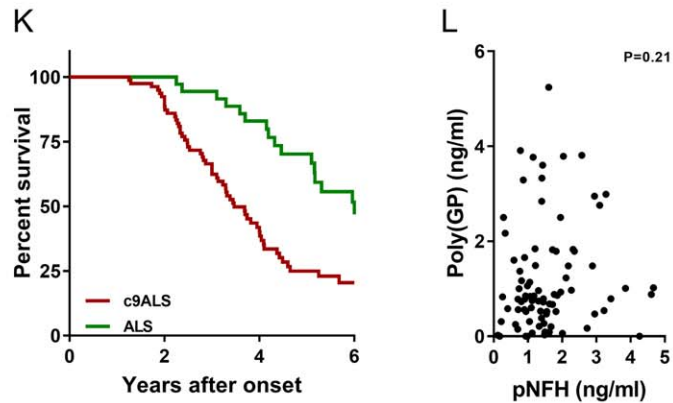 K
Percent survival
100
75
50
25
0
c9ALS
ALS
0 2 4 6
Years after onset
L
P=0.21
Poly(GP) (ng/ml)
6
4
2
0
0 1 2 3 4 5
pNFH (ng/ml)